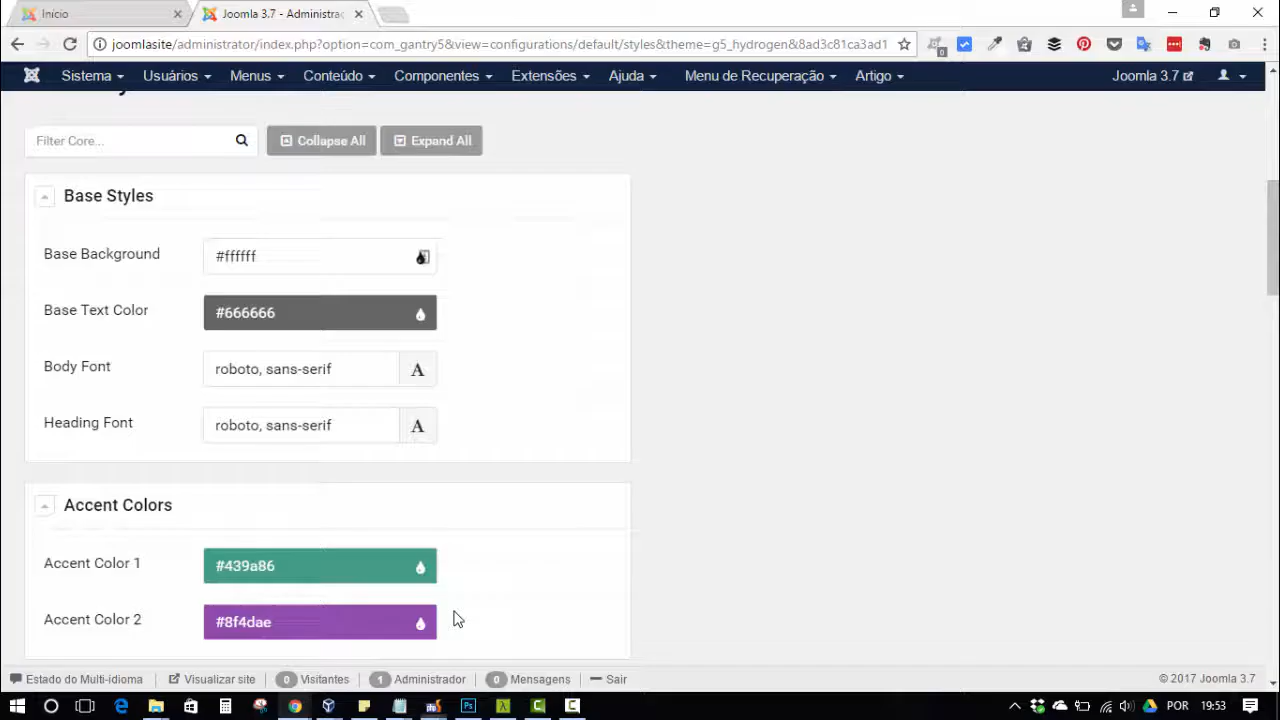 Início
Joomla 3.7 - Administraç
joomlasite/administrator/index.php?option=com_gantry5&view=configurations/default/styles&theme=g5_hydrogen&8ad3c81ca3ad1
0
Sistema Usuários Menus Conteúdo Componentes Extensões Ajuda Menu de Recuperação Artigo Joomla 3.7
Filter Core... Collapse All Expand All
Base Styles
Base Background #ffffff
Base Text Color #666666
Body Font roboto, sans-serif A
Heading Font roboto, sans-serif A
Accent Colors
Accent Color 1 #439a86
Accent Color 2 #8f4dae
Estado do Multi-idioma Visualizar site 0 Visitantes 1 Administrador 0 Mensagens Sair © 2017 Joomla 3.7
Ps POR 19:53